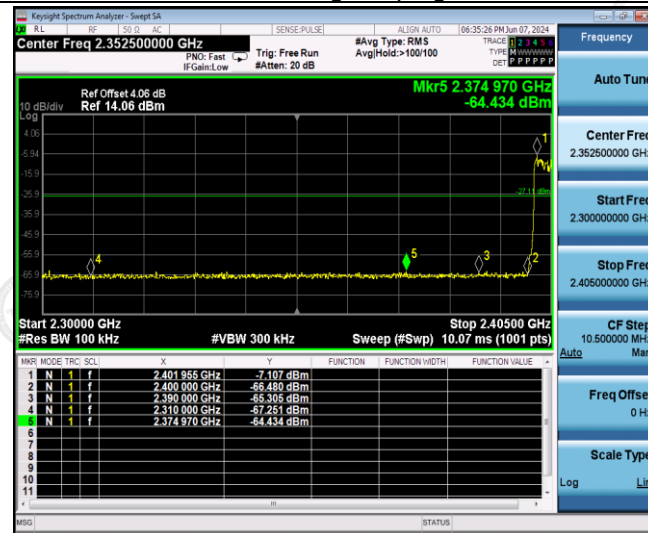 Keysight Spectrum Analyzer - Swept SA
RL RF 50 Ω AC SENSE:PULSE ALIGN AUTO 06:35:26 PM Jun 07, 2024
Center Freq 2.352500000 GHz
PNO: Fast
IFGain:Low
Trig: Free Run
#Atten: 20 dB
#Avg Type: RMS
Avg|Hold:>100/100
TRACE 1 2 3 4 5 6
TYPE M WWWWW
DET P P P P P P
Mkr5 2.374 970 GHz
-64.434 dBm
Ref Offset 4.06 dB
10 dB/div Ref 14.06 dBm
Log
4.06
-5.94
-15.9
-25.9
-35.9
-45.9
-55.9
-65.9
-75.9
1
-27.11 dBm
4
5
3
2
Start 2.30000 GHz Stop 2.40500 GHz
#Res BW 100 kHz #VBW 300 kHz Sweep (#Swp) 10.07 ms (1001 pts)
MKR MODE TRC SCL X Y FUNCTION FUNCTION WIDTH FUNCTION VALUE
1 N 1 f 2.401 955 GHz -7.107 dBm
2 N 1 f 2.400 000 GHz -66.480 dBm
3 N 1 f 2.390 000 GHz -65.305 dBm
4 N 1 f 2.310 000 GHz -67.251 dBm
5 N 1 f 2.374 970 GHz -64.434 dBm
6
7
8
9
10
11
MSG STATUS
Frequency
Auto Tune
Center Freq
2.352500000 GHz
Start Freq
2.300000000 GHz
Stop Freq
2.405000000 GHz
CF Step
10.500000 MHz
Auto Man
Freq Offset
0 Hz
Scale Type
Log Lin